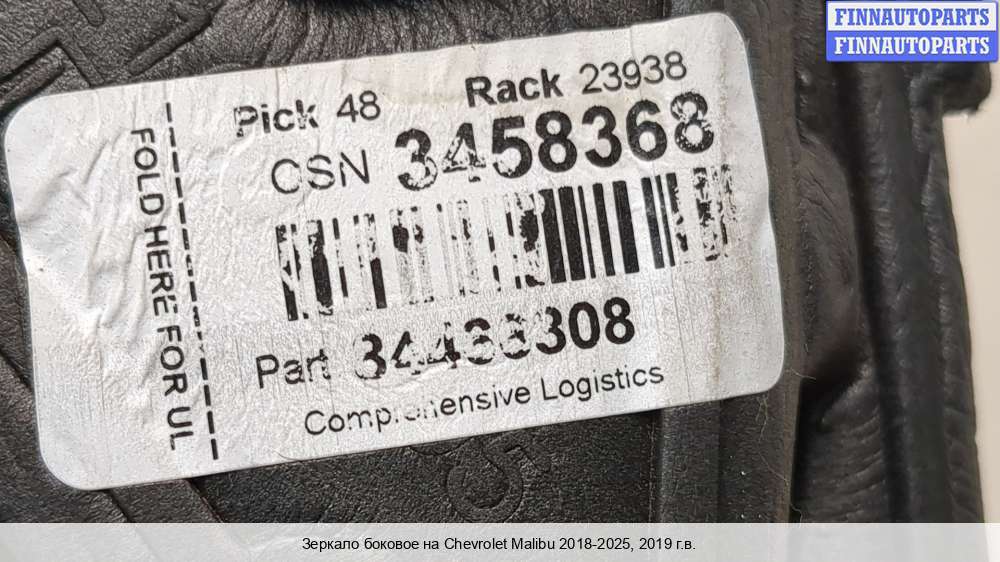 FINNAUTOPARTS
FINNAUTOPARTS
Pick 48
Rack 23938
CSN 3458368
FOLD HERE FOR UL
Part
Comprehensive Logistics
Зеркало боковое на Chevrolet Malibu 2018-2025, 2019 г.в.